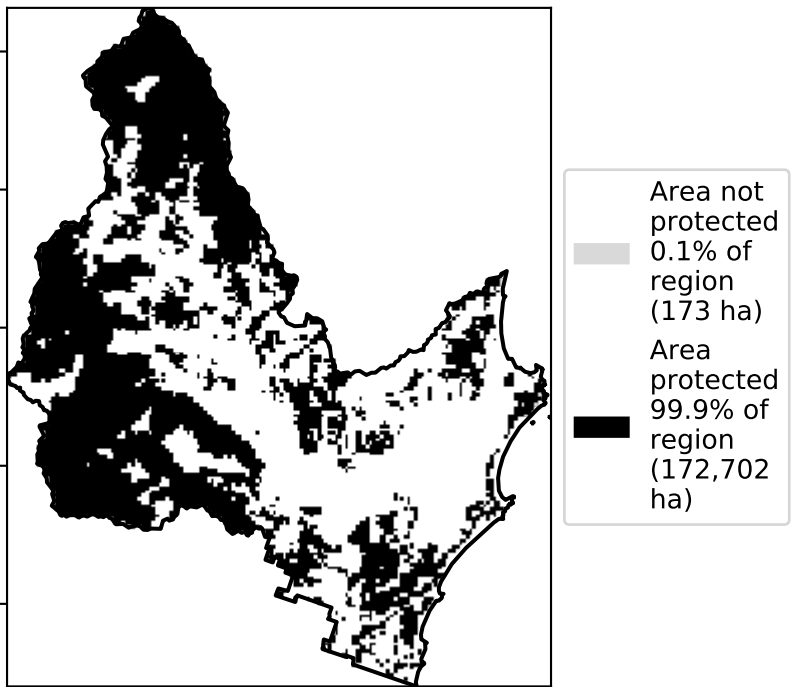 Area not
protected
0.1% of
region
(173 ha)
Area
protected
99.9% of
region
(172,702
ha)